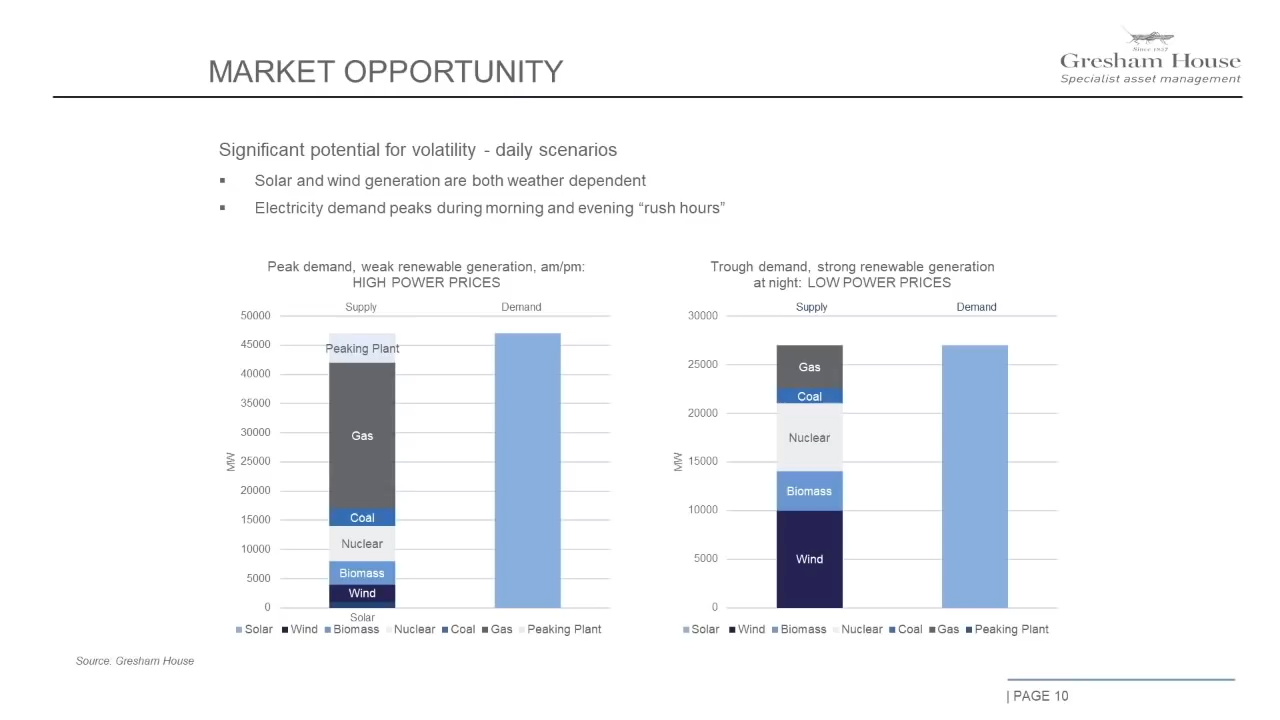 MARKET OPPORTUNITY
Since 1857
Gresham House
Specialist asset management
Significant potential for volatility - daily scenarios
▪ Solar and wind generation are both weather dependent
▪ Electricity demand peaks during morning and evening “rush hours”
Peak demand, weak renewable generation, am/pm:
HIGH POWER PRICES
Supply
Demand
50000
45000
40000
35000
30000
25000
20000
15000
10000
5000
0
MW
Peaking Plant
Gas
Coal
Nuclear
Biomass
Wind
Solar
Solar Wind Biomass Nuclear Coal Gas Peaking Plant
Trough demand, strong renewable generation
at night: LOW POWER PRICES
Supply
Demand
30000
25000
20000
15000
10000
5000
0
MW
Gas
Coal
Nuclear
Biomass
Wind
Solar Wind Biomass Nuclear Coal Gas Peaking Plant
Source. Gresham House
| PAGE 10